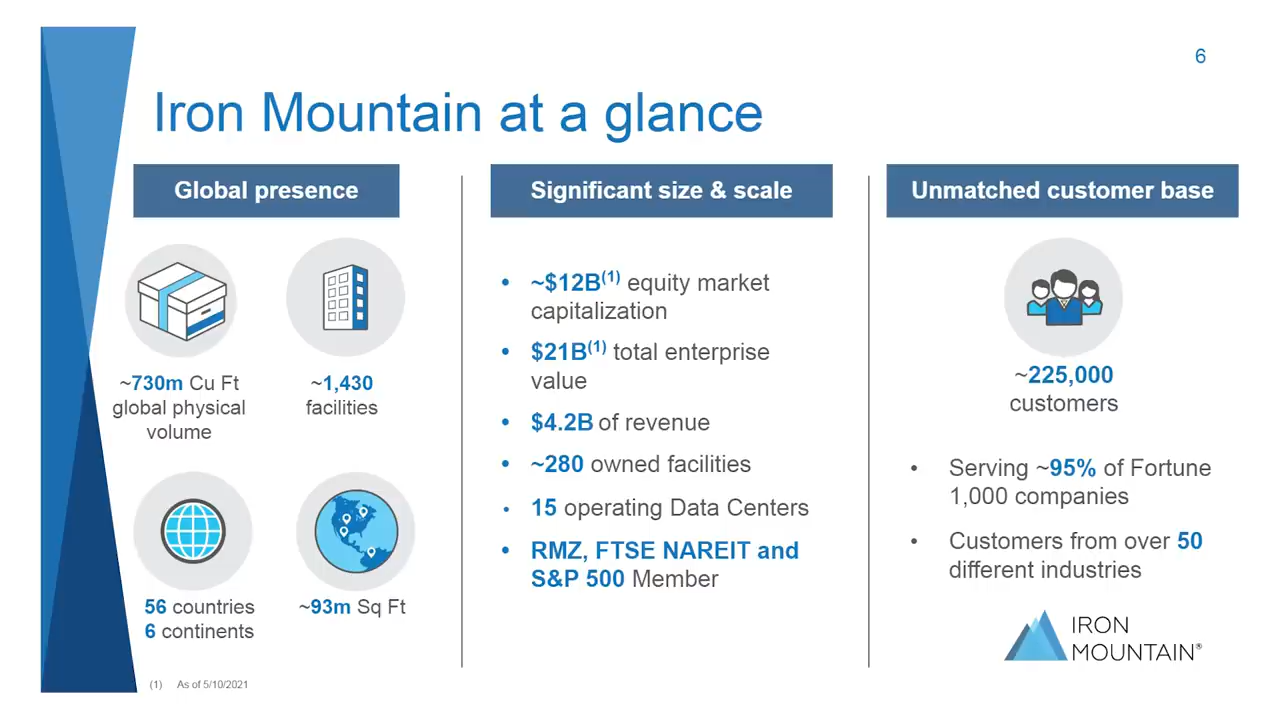 6
Iron Mountain at a glance
Global presence
~730m Cu Ft
global physical
volume
~1,430
facilities
56 countries
6 continents
~93m Sq Ft
Significant size & scale
• ~$12B(1) equity market
capitalization
• $21B(1) total enterprise
value
• $4.2B of revenue
• ~280 owned facilities
• 15 operating Data Centers
• RMZ, FTSE NAREIT and
S&P 500 Member
Unmatched customer base
~225,000
customers
• Serving ~95% of Fortune
1,000 companies
• Customers from over 50
different industries
IRON
MOUNTAIN®
(1) As of 5/10/2021